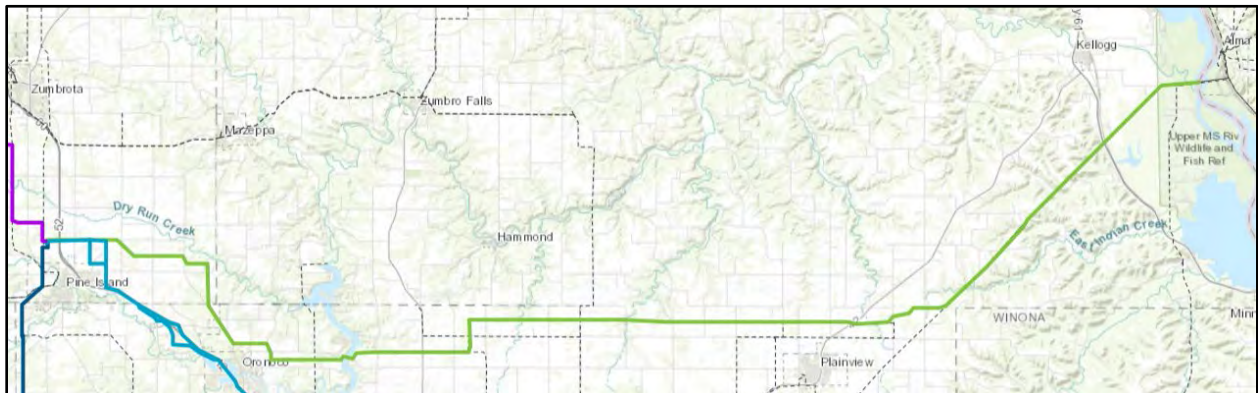 Kellogg
Alma
Zumbrota
Zumbro Falls
Mazeppa
Upper MS Riv
Wildlife and
Fish Ref
Dry Run Creek
52
Hammond
East Indian Creek
Pine Island
WINONA
Minn
Oronoco
Plainview